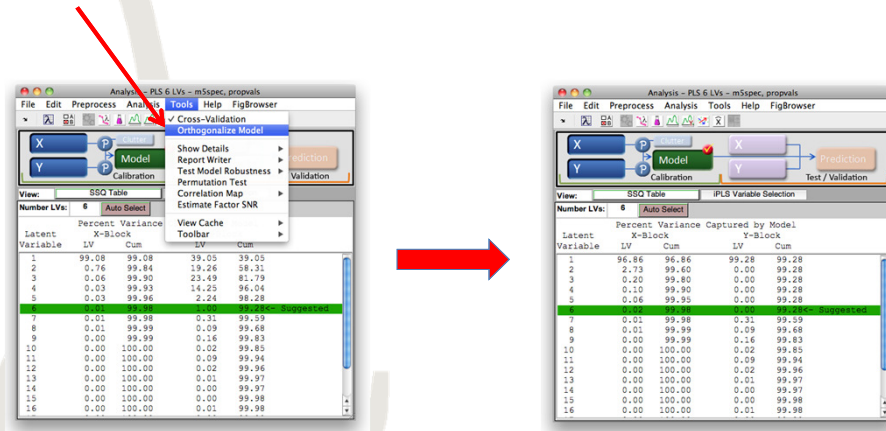 Analysis - PLS 6 LVs - m5spec, propvals
File Edit Preprocess Analysis Tools Help FigBrowser
✓ Cross-Validation
Orthogonalize Model
Show Details
Report Writer
Test Model Robustness
Permutation Test
Correlation Map
Estimate Factor SNR
View Cache
Toolbar
X P Clutter
Y P Model
Calibration Validation
View: SSQ Table
Number LVs: 6 Auto Select
Percent Variance
Latent X-Block
Variable LV Cum LV Cum
1 99.08 99.08 39.05 39.05
2 0.76 99.84 19.26 58.31
3 0.06 99.90 23.49 81.79
4 0.03 99.93 14.25 96.04
5 0.03 99.96 2.24 98.28
6 0.01 99.98 1.00 99.28<- Suggested
7 0.01 99.98 0.31 99.59
8 0.01 99.99 0.09 99.68
9 0.00 99.99 0.16 99.83
10 0.00 100.00 0.02 99.85
11 0.00 100.00 0.09 99.94
12 0.00 100.00 0.02 99.96
13 0.00 100.00 0.01 99.97
14 0.00 100.00 0.00 99.97
15 0.00 100.00 0.00 99.98
16 0.00 100.00 0.01 99.98
Analysis - PLS 6 LVs - m5spec, propvals
File Edit Preprocess Analysis Tools Help FigBrowser
X P Clutter X
Y P Model Y Prediction
Calibration Test / Validation
View: SSQ Table iPLS Variable Selection
Number LVs: 6 Auto Select
Percent Variance Captured by Model
Latent X-Block Y-Block
Variable LV Cum LV Cum
1 96.86 96.86 99.28 99.28
2 2.73 99.60 0.00 99.28
3 0.20 99.80 0.00 99.28
4 0.10 99.90 0.00 99.28
5 0.06 99.95 0.00 99.28
6 0.02 99.98 0.00 99.28<- Suggested
7 0.01 99.98 0.31 99.59
8 0.01 99.99 0.09 99.68
9 0.00 99.99 0.16 99.83
10 0.00 100.00 0.02 99.85
11 0.00 100.00 0.09 99.94
12 0.00 100.00 0.02 99.96
13 0.00 100.00 0.01 99.97
14 0.00 100.00 0.00 99.97
15 0.00 100.00 0.00 99.98
16 0.00 100.00 0.01 99.98